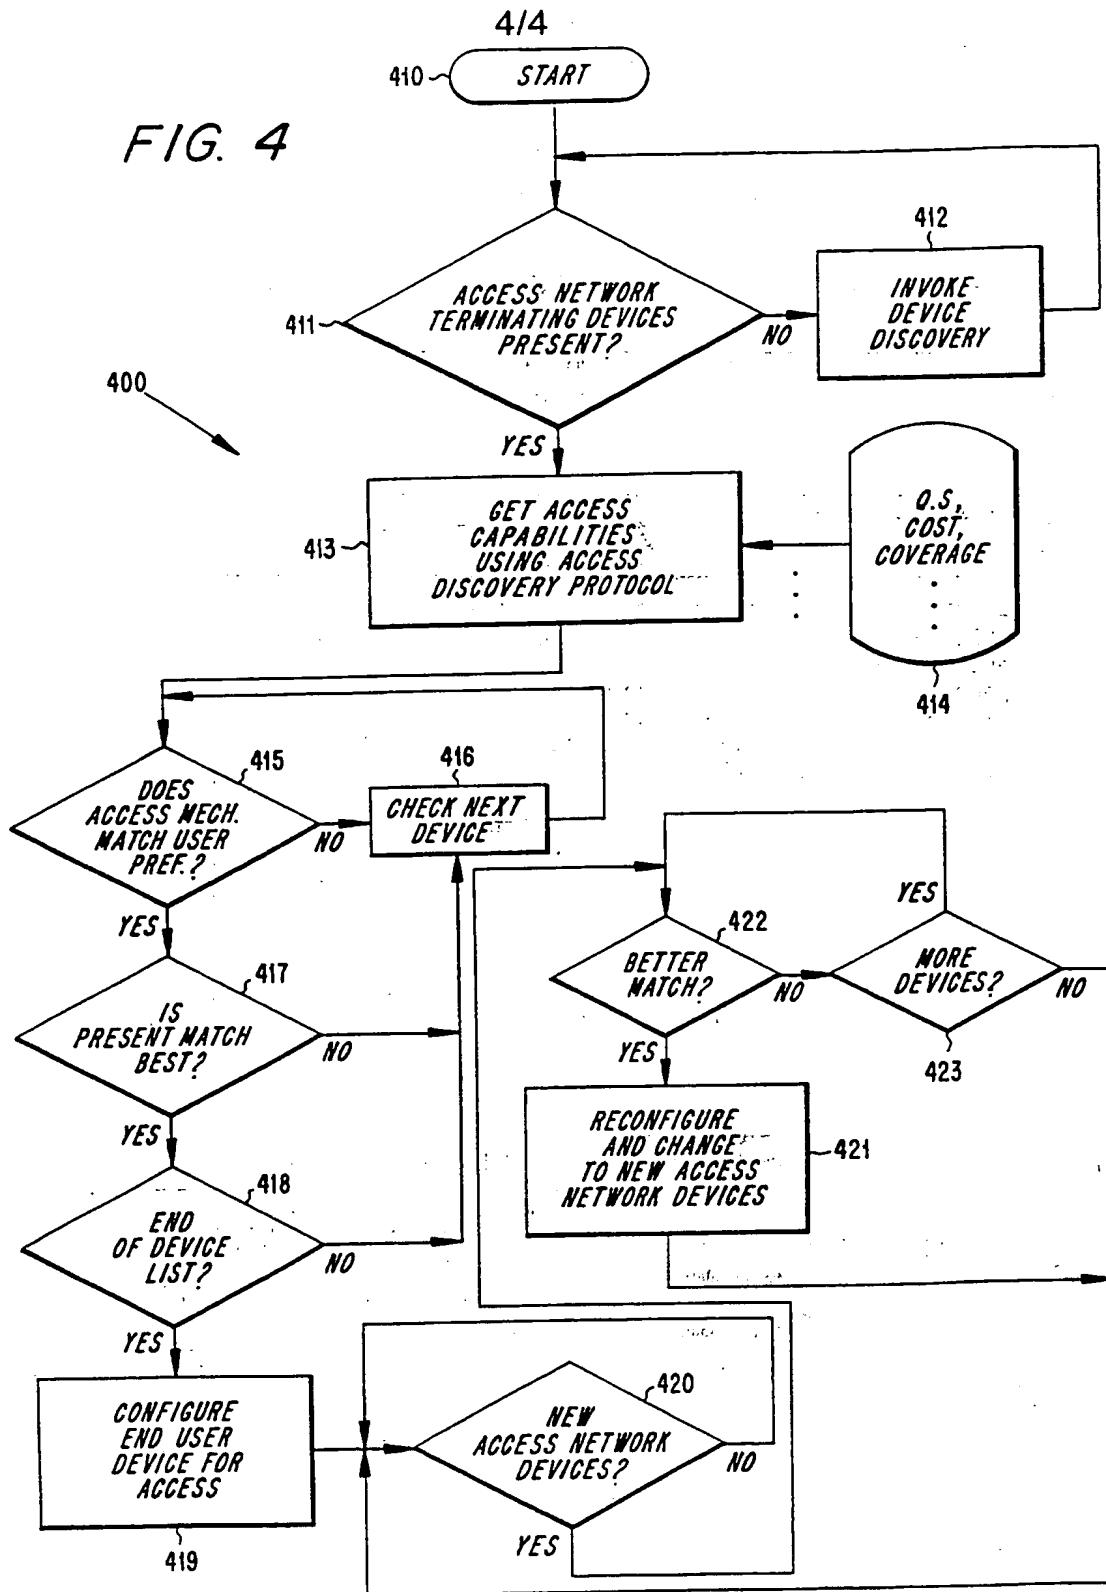 4/4
410
START
FIG. 4
412
INVOKE
DEVICE
DISCOVERY
411
ACCESS NETWORK
TERMINATING DEVICES
PRESENT?
NO
400
YES
413
GET ACCESS
CAPABILITIES
USING ACCESS
DISCOVERY PROTOCOL
Q.S,
COST,
COVERAGE
414
415
DOES
ACCESS MECH.
MATCH USER
PREF.?
NO
416
CHECK NEXT
DEVICE
YES
417
IS
PRESENT MATCH
BEST?
NO
422
BETTER
MATCH?
NO
YES
MORE
DEVICES?
NO
423
YES
YES
RECONFIGURE
AND CHANGE
TO NEW ACCESS
NETWORK DEVICES
421
418
END
OF DEVICE
LIST?
NO
YES
CONFIGURE
END USER
DEVICE FOR
ACCESS
419
420
NEW
ACCESS NETWORK
DEVICES?
NO
YES